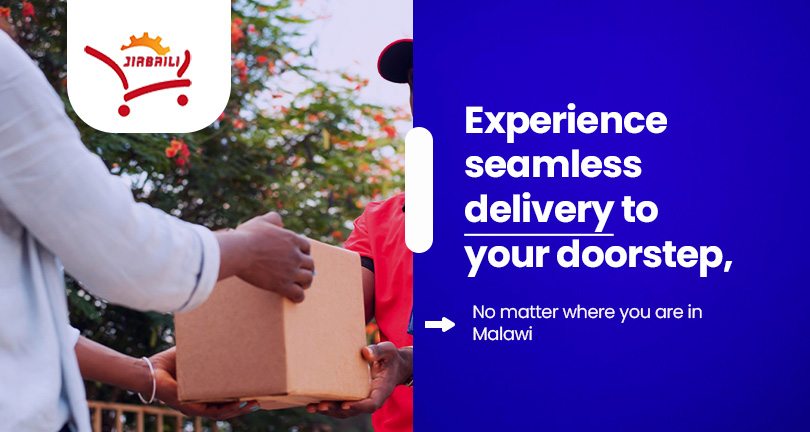 JIABAILI
Experience
seamless
delivery to
your doorstep,
No matter where you are in
Malawi